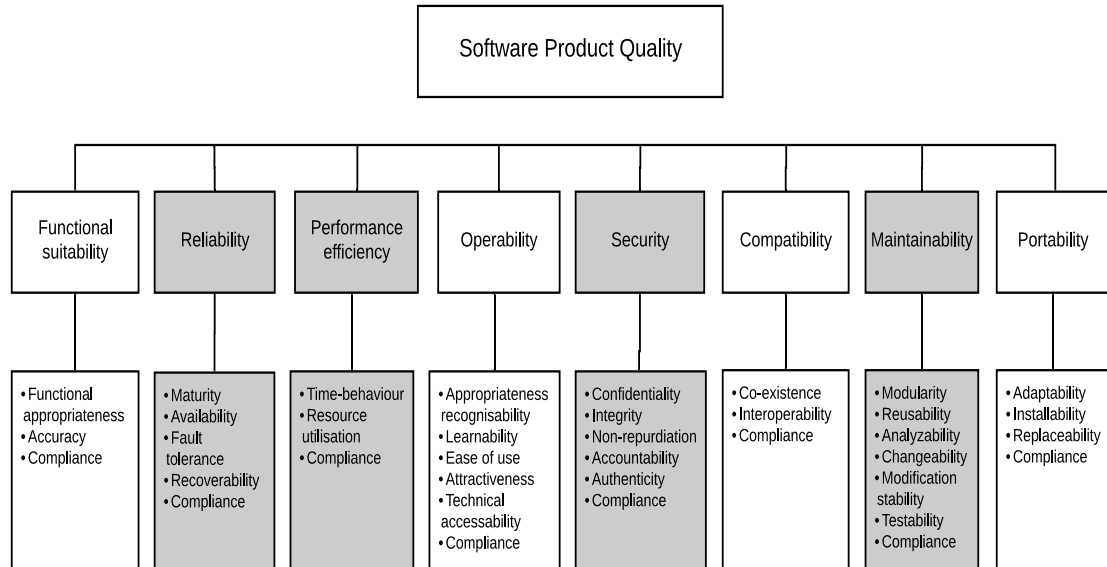 Software Product Quality
Functional
suitability
Reliability
Performance
efficiency
Operability
Security
Compatibility
Maintainability
Portability
• Functional
appropriateness
• Accuracy
• Compliance
• Maturity
• Availability
• Fault
tolerance
• Recoverability
• Compliance
• Time-behaviour
• Resource
utilisation
• Compliance
• Appropriateness
recognisability
• Learnability
• Ease of use
• Attractiveness
• Technical
accessability
• Compliance
• Confidentiality
• Integrity
• Non-repurdiation
• Accountability
• Authenticity
• Compliance
• Co-existence
• Interoperability
• Compliance
• Modularity
• Reusability
• Analyzability
• Changeability
• Modification
stability
• Testability
• Compliance
• Adaptability
• Installability
• Replaceability
• Compliance